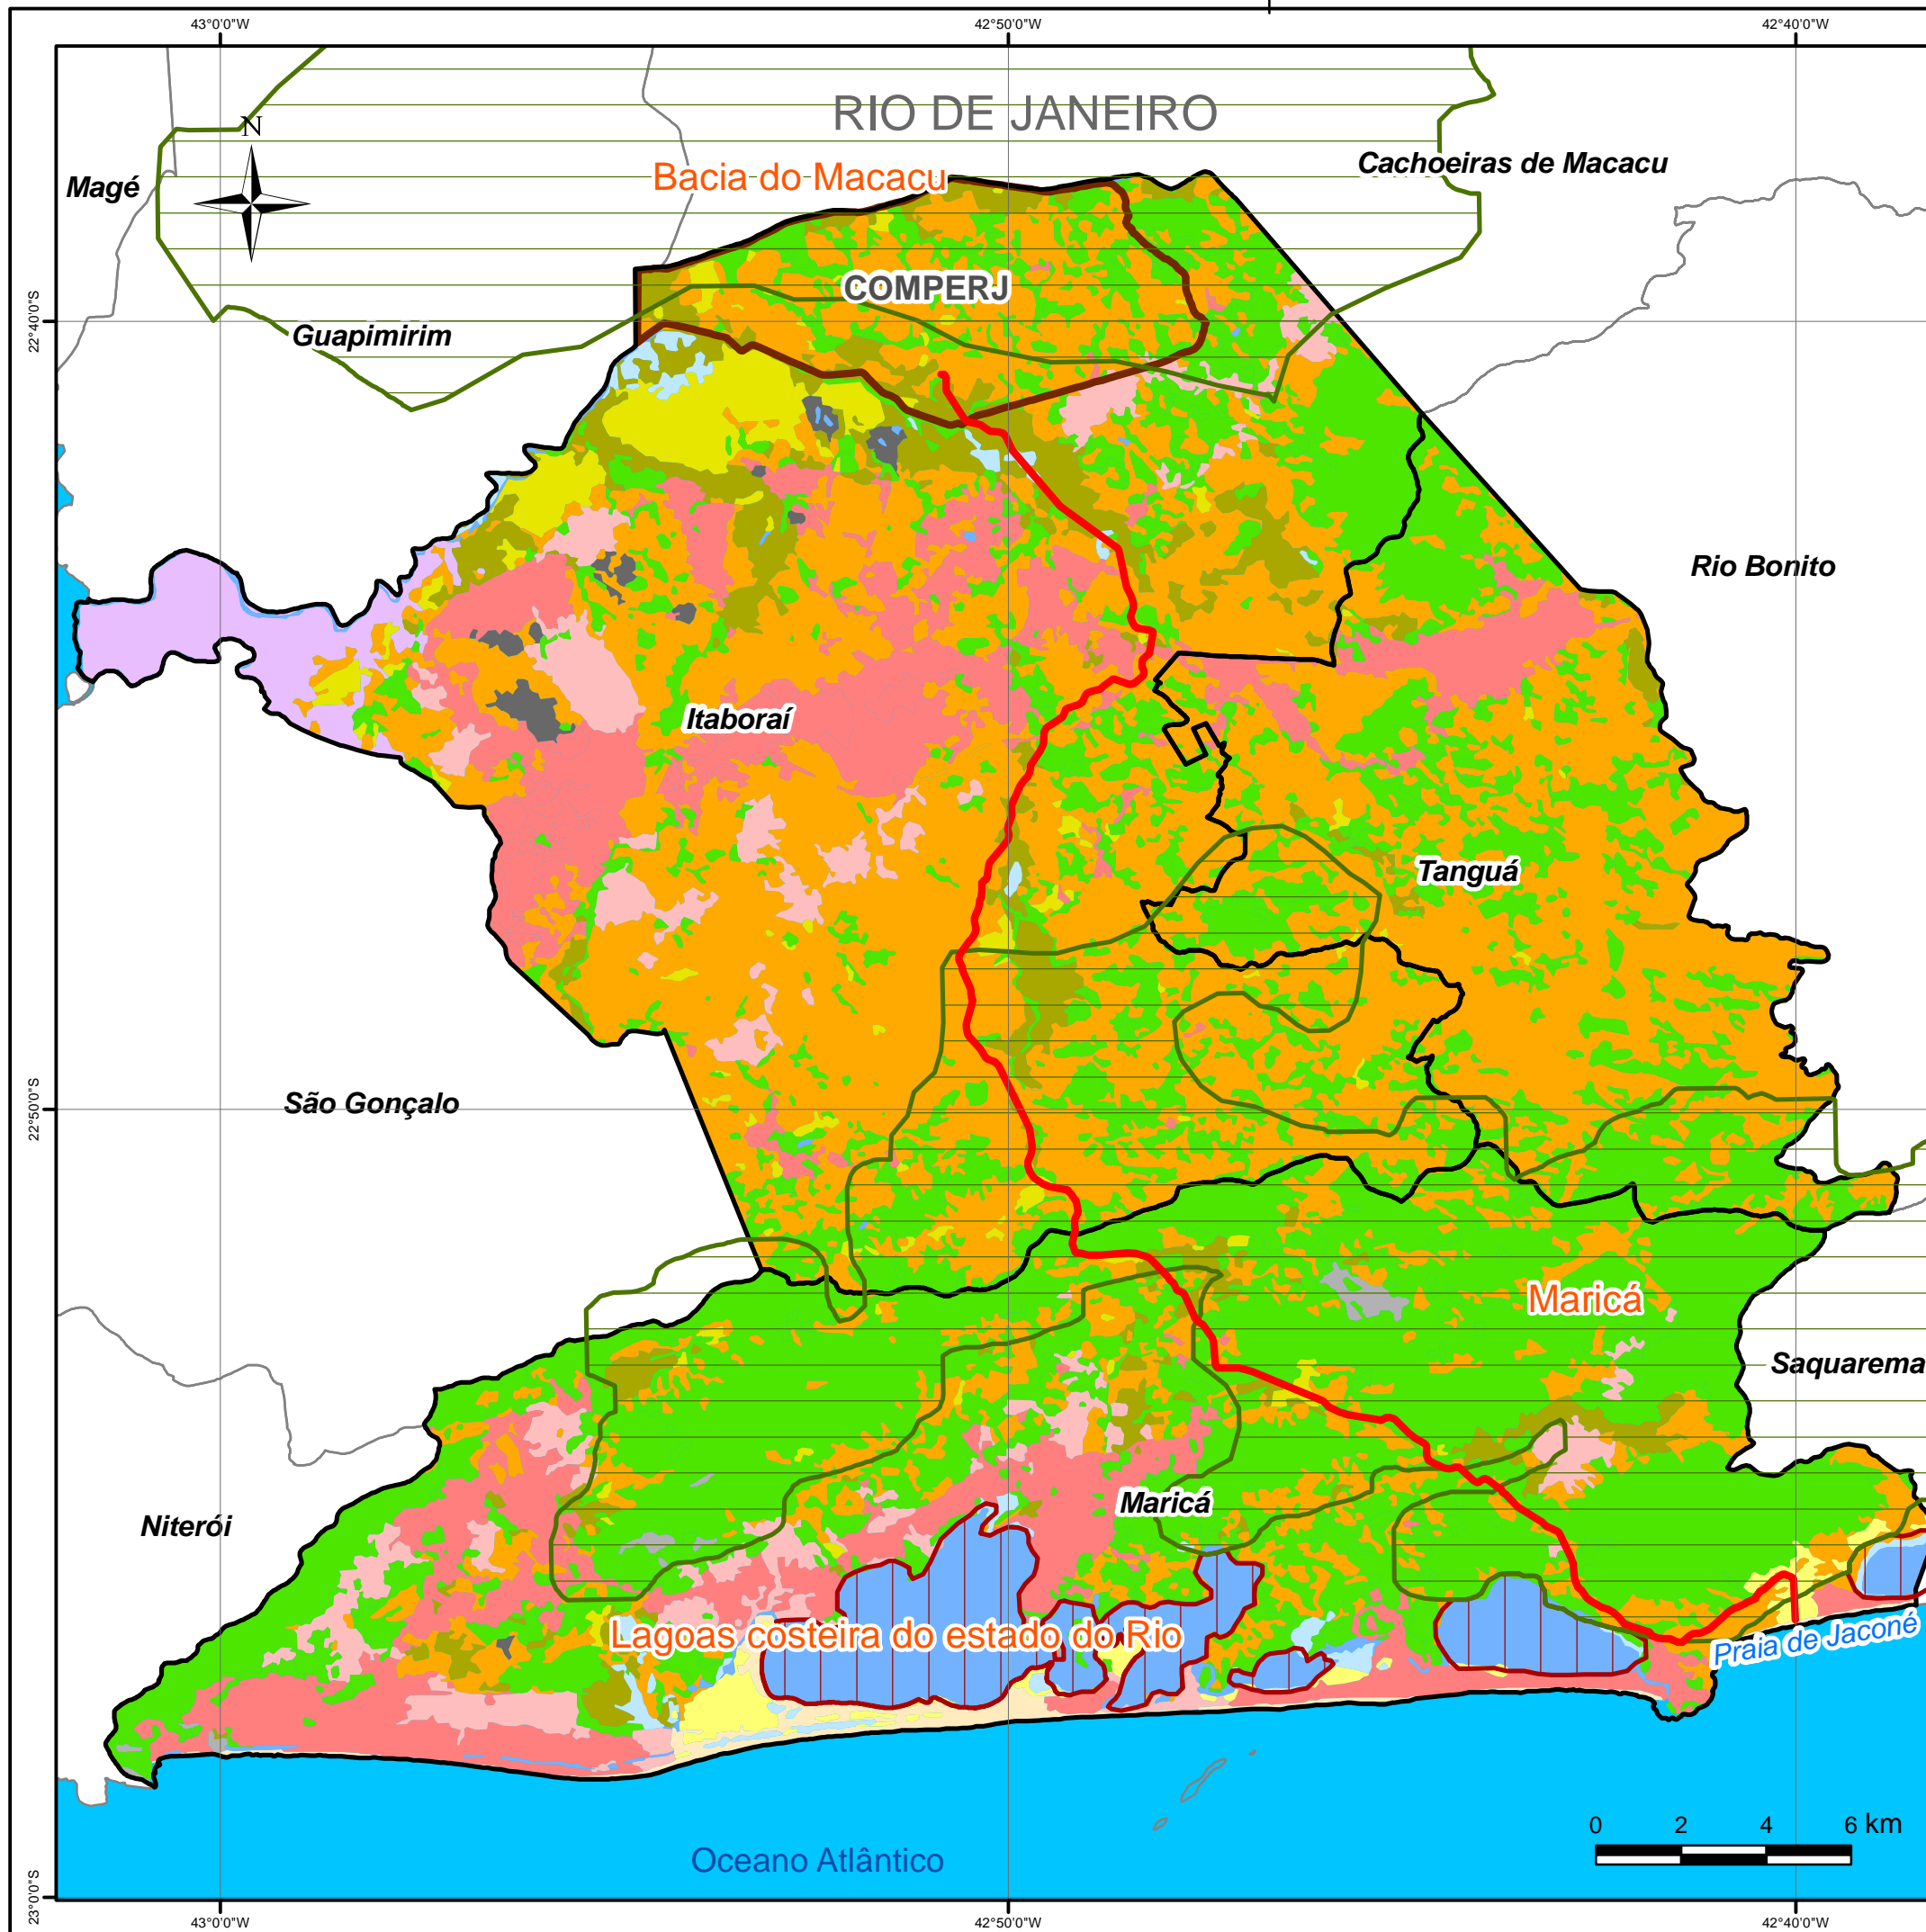 43°0'0"W
42°50'0"W
42°40'0"W
RIO DE JANEIRO
N
Cachoeiras de Macacu
Magé
Bacia do Macacu
COMPERJ
22°40'0"S
Guapimirim
Rio Bonito
Itaboraí
Tanguá
22°50'0"S
São Gonçalo
Maricá
Saquarema
Maricá
Niterói
Lagoas costeira do estado do Rio
Praia de Jaconé
0 2 4 6 km
Oceano Atlântico
23°0'0"S
43°0'0"W
42°50'0"W
42°40'0"W